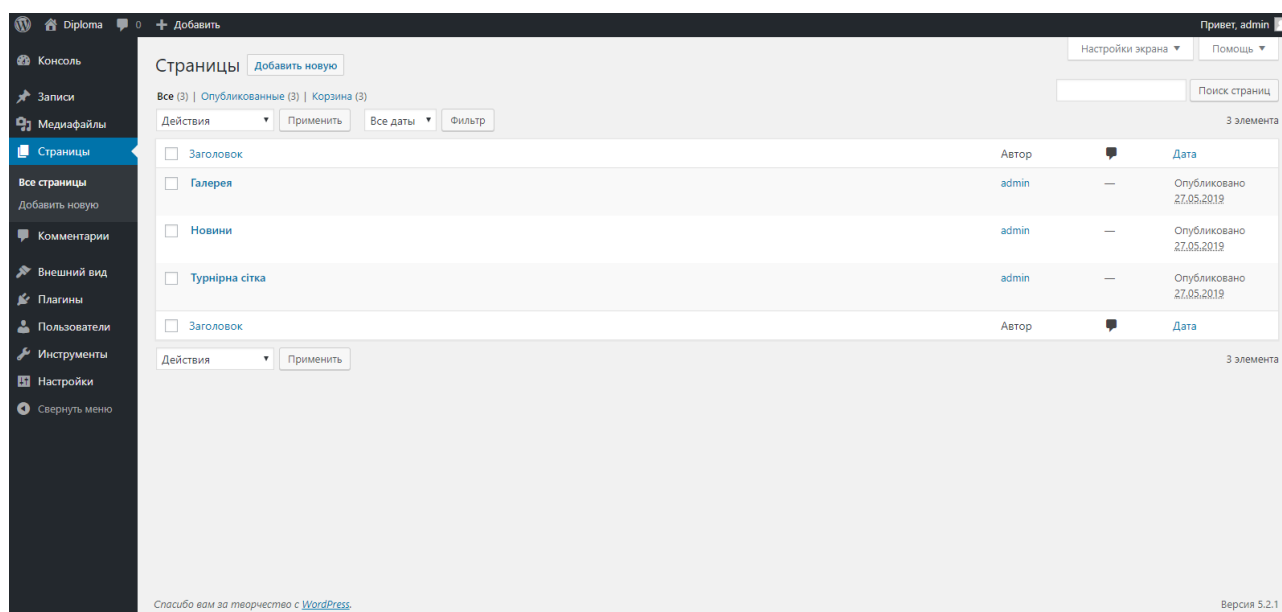 Diploma 0 Добавить Привет, admin
Консоль
Записи
Медиафайлы
Страницы
Все страницы
Добавить новую
Комментарии
Внешний вид
Плагины
Пользователи
Инструменты
Настройки
Свернуть меню
Настройки экрана Помощь
Страницы Добавить новую
Все (3) | Опубликованные (3) | Корзина (3)
Поиск страниц
Действия Применить Все даты Фильтр 3 элемента
Заголовок Автор Дата
Галерея admin — Опубликовано
27.05.2019
Новини admin — Опубликовано
27.05.2019
Турнірна сітка admin — Опубликовано
27.05.2019
Заголовок Автор Дата
Действия Применить 3 элемента
Спасибо вам за творчество с WordPress. Версия 5.2.1